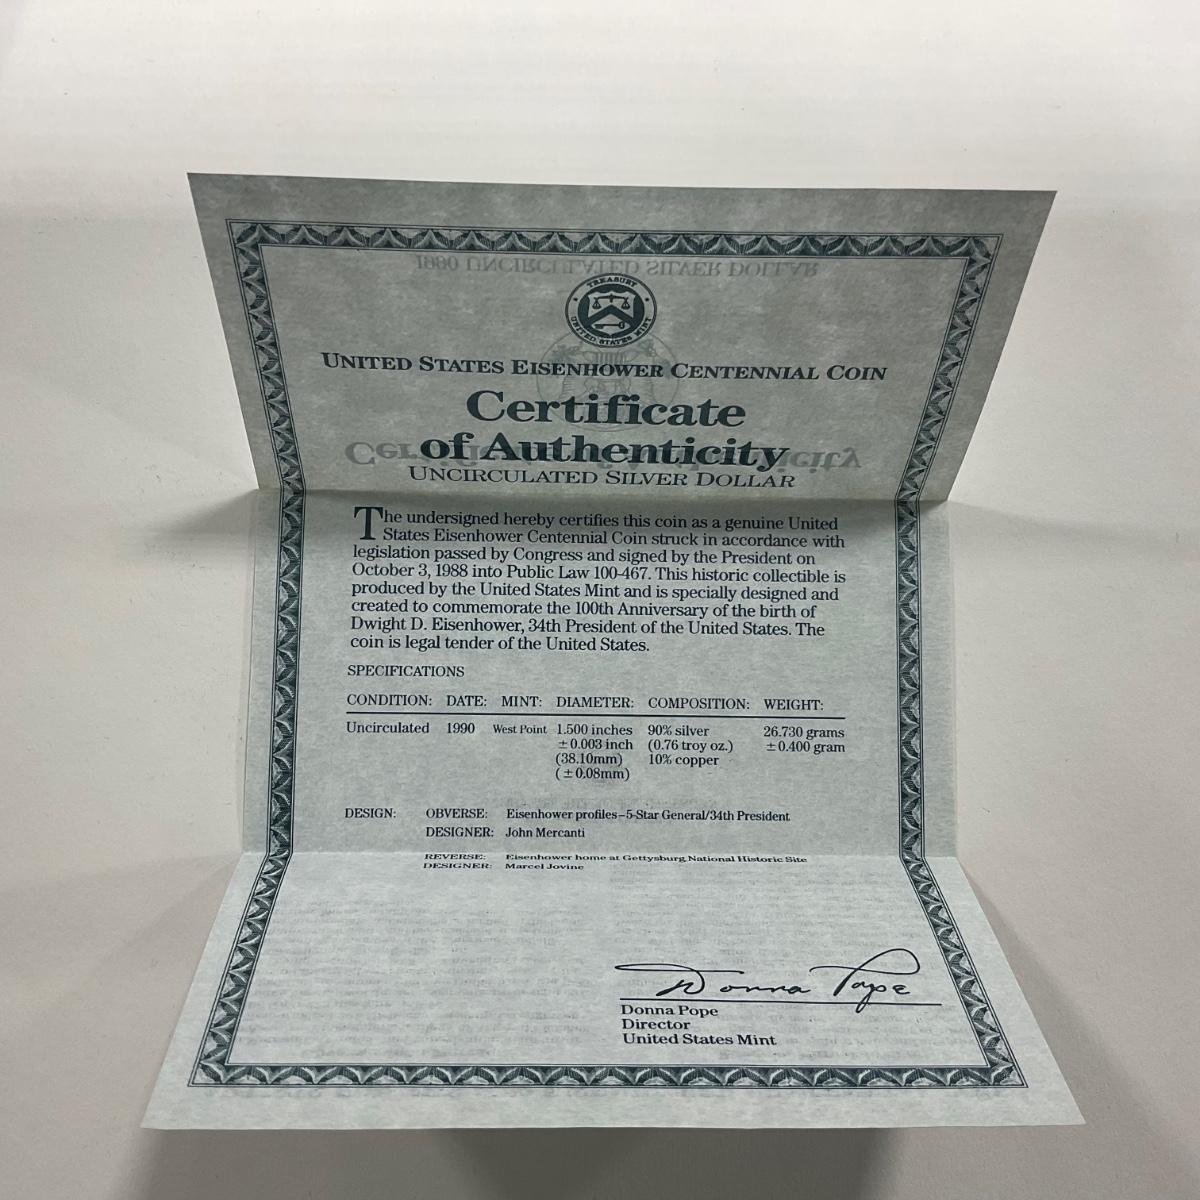 1990 UNCIRCULATED SILVER DOLLAR
TREASURY
UNITED STATES MINT
UNITED STATES EISENHOWER CENTENNIAL COIN
Certificate
of Authenticity
Certificate of Authenticity
UNCIRCULATED SILVER DOLLAR
The undersigned hereby certifies this coin as a genuine United
States Eisenhower Centennial Coin struck in accordance with
legislation passed by Congress and signed by the President on
October 3, 1988 into Public Law 100-467. This historic collectible is
produced by the United States Mint and is specially designed and
created to commemorate the 100th Anniversary of the birth of
Dwight D. Eisenhower, 34th President of the United States. The
coin is legal tender of the United States.
SPECIFICATIONS
CONDITION: DATE: MINT: DIAMETER: COMPOSITION: WEIGHT:
Uncirculated 1990 West Point 1.500 inches 90% silver 26.730 grams
± 0.003 inch (0.76 troy oz.) ± 0.400 gram
(38.10mm) 10% copper
(± 0.08mm)
DESIGN: OBVERSE: Eisenhower profiles–5-Star General/34th President
DESIGNER: John Mercanti
REVERSE: Eisenhower home at Gettysburg National Historic Site
DESIGNER: Marcel Jovine
Donna Pope
Donna Pope
Director
United States Mint